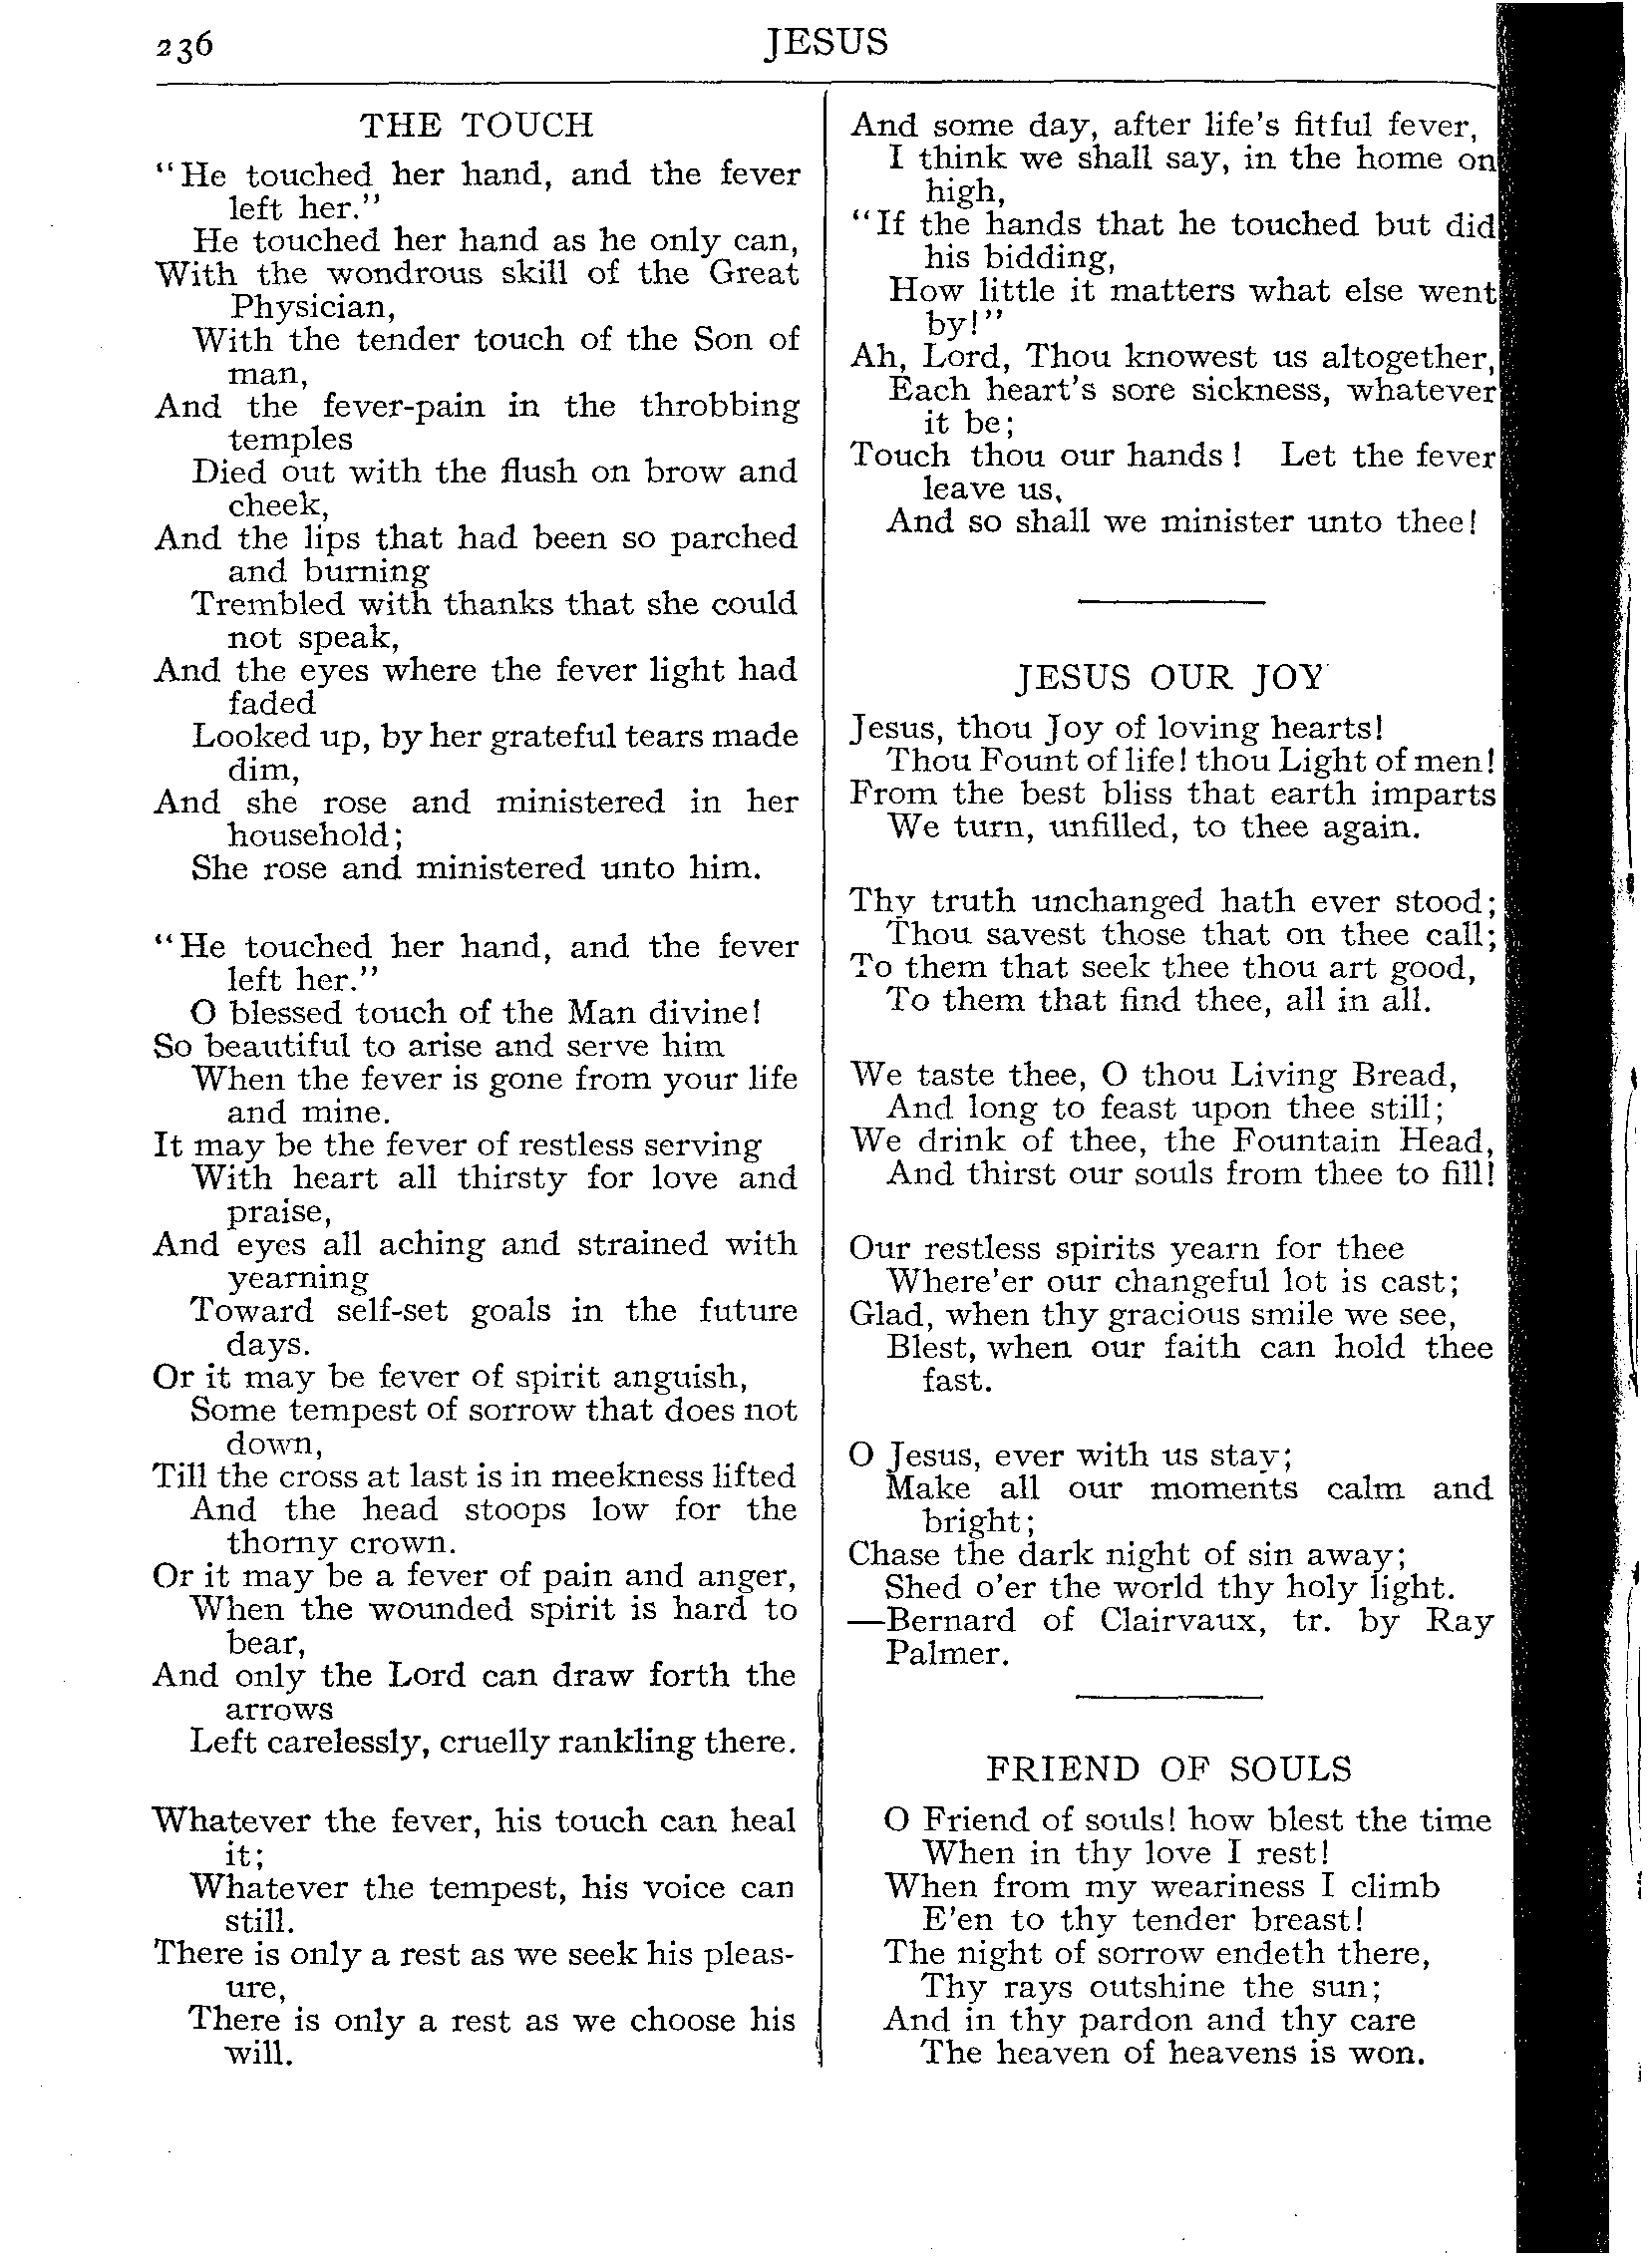 236
JESUS
THE TOUCH
"He touched her hand, and the fever
left her."
He touched her hand as he only can,
With the wondrous skill of the Great
Physician,
With the tender touch of the Son of
man,
And the fever-pain in the throbbing
temples
Died out with the flush on brow and
cheek,
And the lips that had been so parched
and burning
Trembled with thanks that she could
not speak,
And the eyes where the fever light had
faded
Looked up, by her grateful tears made
dim,
And she rose and ministered in her
household;
She rose and ministered unto him.
"He touched her hand, and the fever
left her."
O blessed touch of the Man divine!
So beautiful to arise and serve him
When the fever is gone from your life
and mine.
It may be the fever of restless serving
With heart all thirsty for love and
praise,
And eyes all aching and strained with
yearning
Toward self-set goals in the future
days.
Or it may be fever of spirit anguish,
Some tempest of sorrow that does not
down,
Till the cross at last is in meekness lifted
And the head stoops low for the
thorny crown.
Or it may be a fever of pain and anger,
When the wounded spirit is hard to
bear,
And only the Lord can draw forth the
arrows
Left carelessly, cruelly rankling there.
Whatever the fever, his touch can heal
it;
Whatever the tempest, his voice can
still.
There is only a rest as we seek his pleas-
ure,
There is only a rest as we choose his
will.
And some day, after life's fitful fever,
I think we shall say, in the home on
high,
"If the hands that he touched but did
his bidding,
How little it matters what else went
by!"
Ah, Lord, Thou knowest us altogether,
Each heart's sore sickness, whatever
it be;
Touch thou our hands! Let the fever
leave us,
And so shall we minister unto thee!
JESUS OUR JOY
Jesus, thou Joy of loving hearts!
Thou Fount of life! thou Light of men!
From the best bliss that earth imparts
We turn, unfilled, to thee again.
Thy truth unchanged hath ever stood;
Thou savest those that on thee call;
To them that seek thee thou art good,
To them that find thee, all in all.
We taste thee, O thou Living Bread,
And long to feast upon thee still;
We drink of thee, the Fountain Head,
And thirst our souls from thee to fill!
Our restless spirits yearn for thee
Where'er our changeful lot is cast;
Glad, when thy gracious smile we see,
Blest, when our faith can hold thee
fast.
O Jesus, ever with us stay;
Make all our moments calm and
bright;
Chase the dark night of sin away;
Shed o'er the world thy holy light.
—Bernard of Clairvaux, tr. by Ray
Palmer.
FRIEND OF SOULS
O Friend of souls! how blest the time
When in thy love I rest!
When from my weariness I climb
E'en to thy tender breast!
The night of sorrow endeth there,
Thy rays outshine the sun;
And in thy pardon and thy care
The heaven of heavens is won.